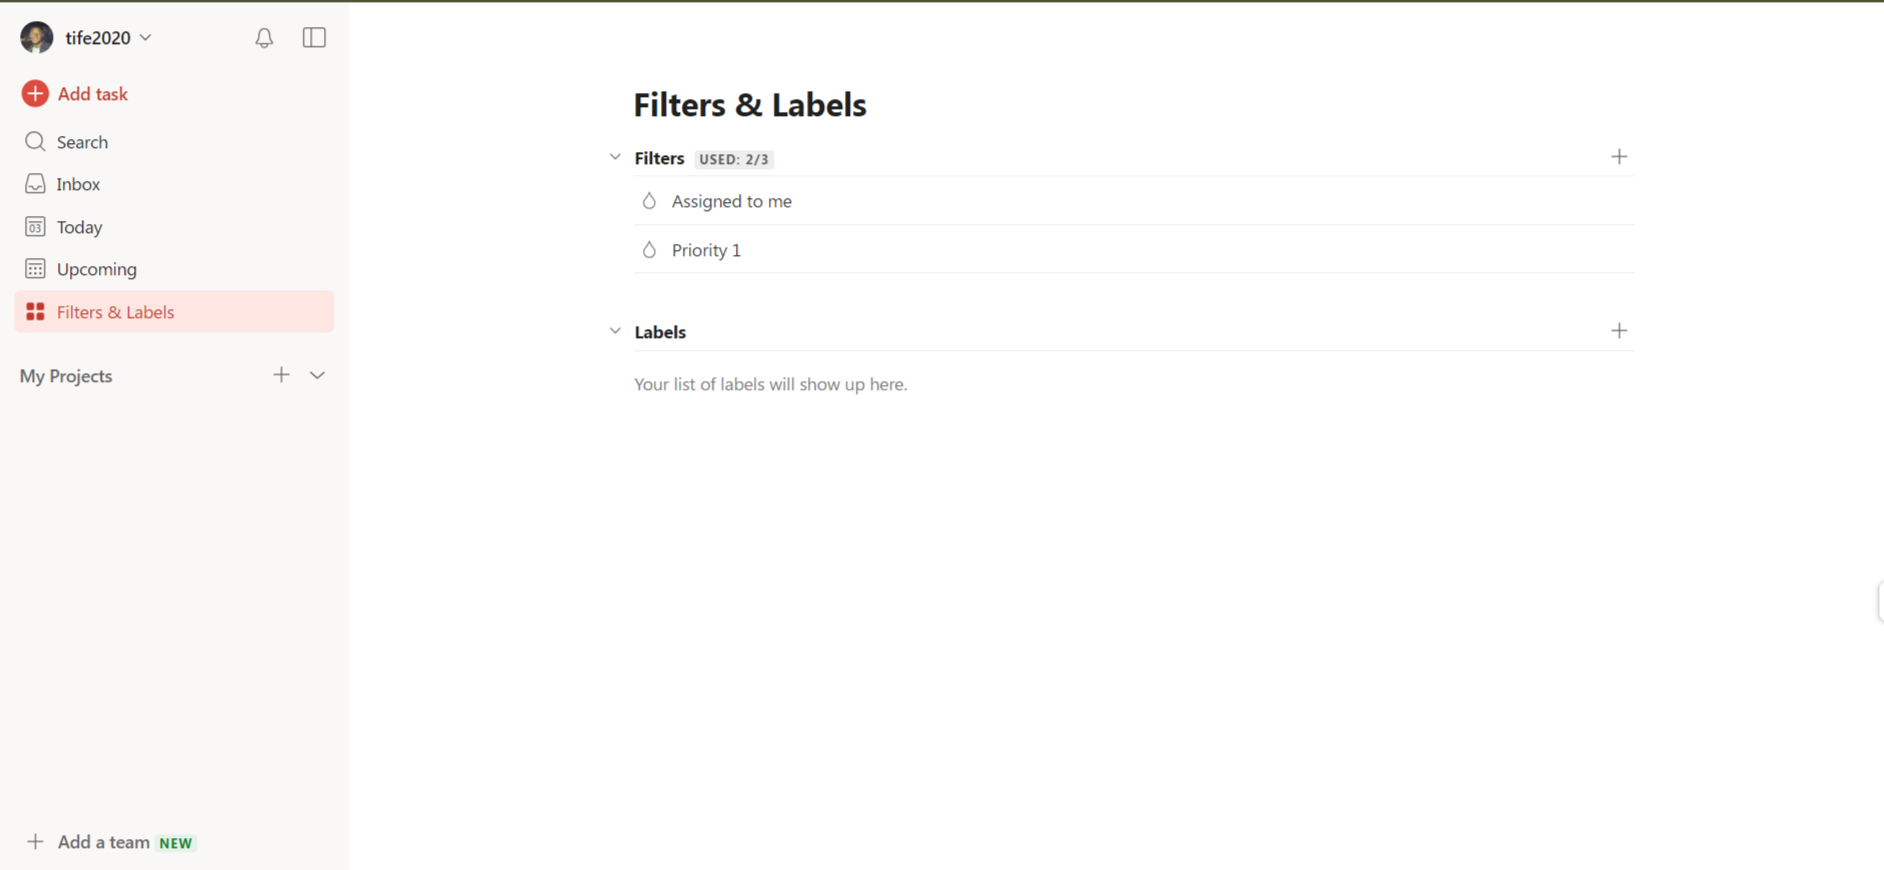 tife2020
Add task
Search
Inbox
03
Today
Upcoming
Filters & Labels
My Projects
Add a team NEW
Filters & Labels
Filters USED: 2/3
Assigned to me
Priority 1
Labels
Your list of labels will show up here.